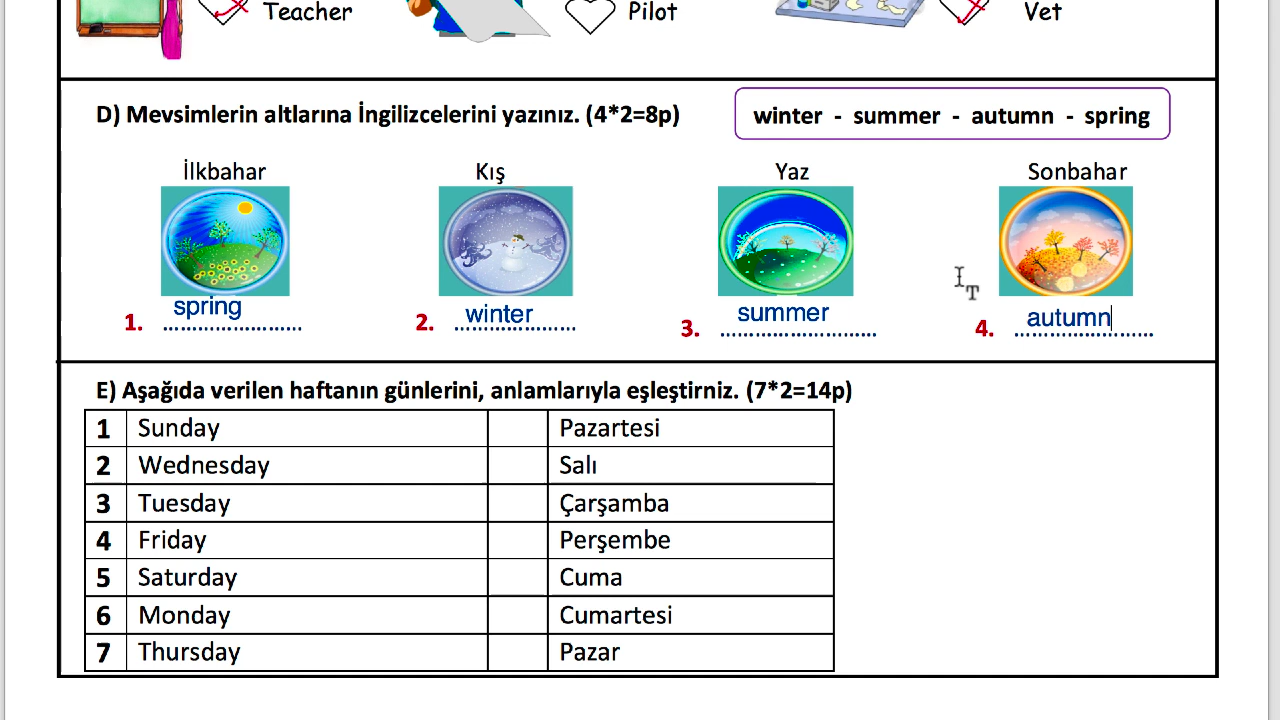 Teacher Pilot Vet
D) Mevsimlerin altlarına İngilizcelerini yazınız. (4*2=8p)
winter - summer - autumn - spring
İlkbahar Kış Yaz Sonbahar
1. spring 2. winter 3. summer 4. autumn
E) Aşağıda verilen haftanın günlerini, anlamlarıyla eşleştirniz. (7*2=14p)
1 Sunday Pazartesi
2 Wednesday Salı
3 Tuesday Çarşamba
4 Friday Perşembe
5 Saturday Cuma
6 Monday Cumartesi
7 Thursday Pazar